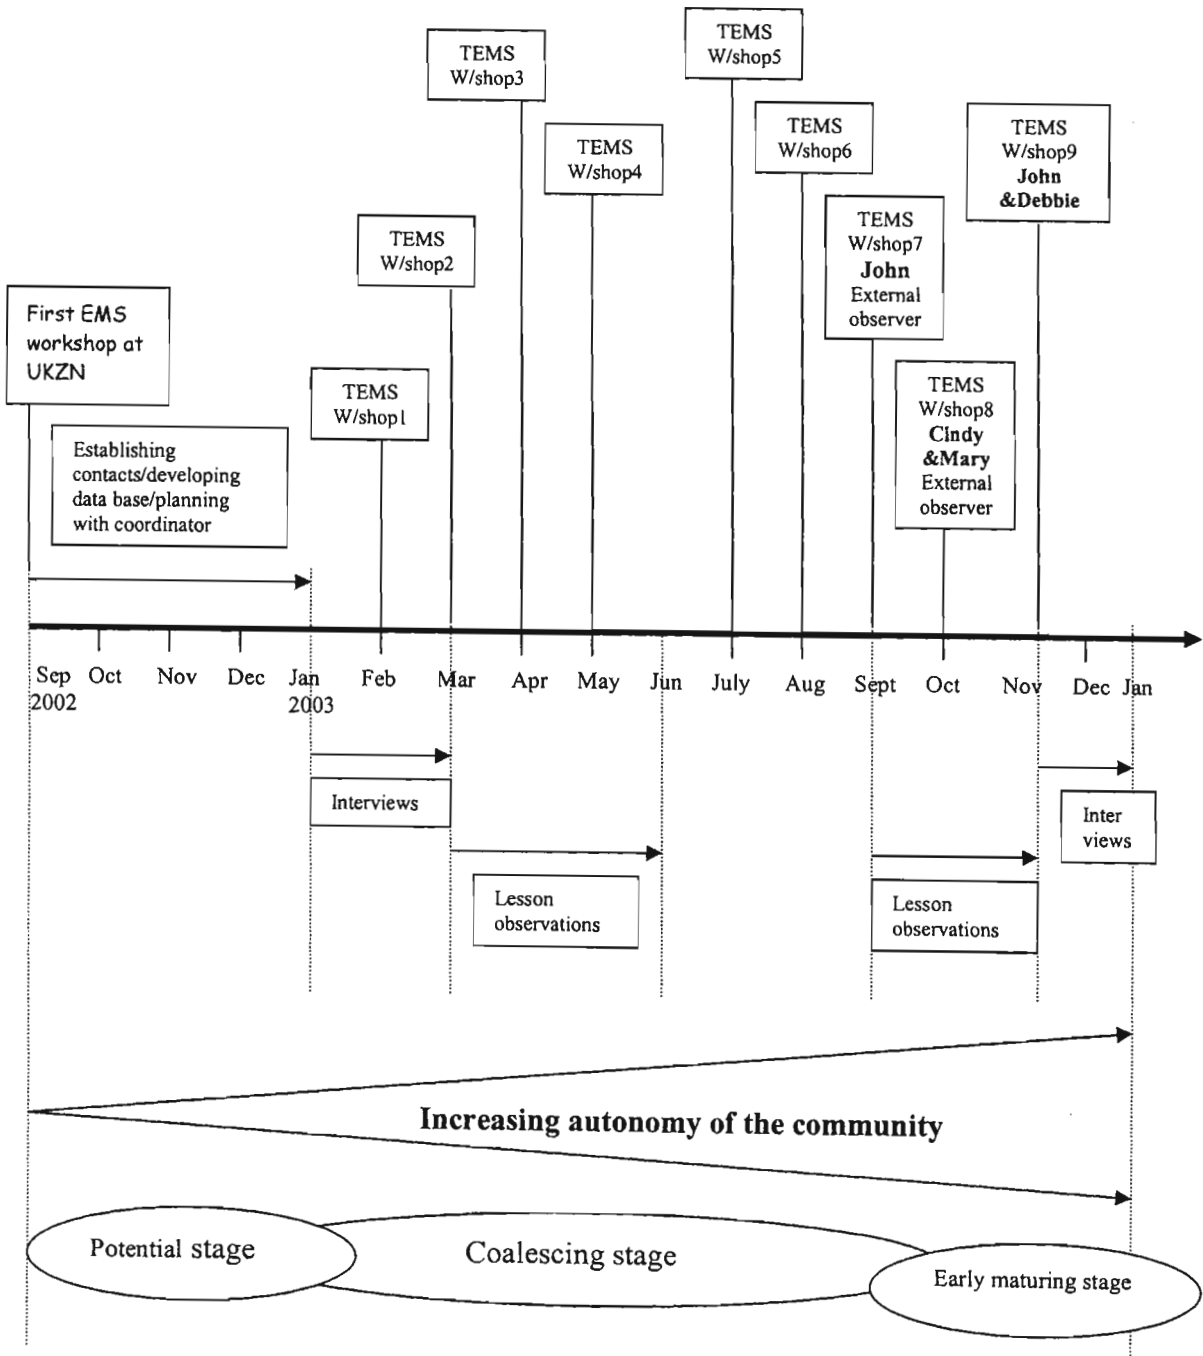 TEMS
W/shop5
TEMS
W/shop3
TEMS
W/shop6
TEMS
W/shop9
John
&Debbie
TEMS
W/shop4
TEMS
W/shop7
John
External
observer
TEMS
W/shop2
First EMS
workshop at
UKZN
TEMS
W/shop1
TEMS
W/shop8
Cindy
&Mary
External
observer
Establishing
contacts/developing
data base/planning
with coordinator
Sep Oct Nov Dec Jan Feb Mar Apr May Jun July Aug Sept Oct Nov Dec Jan
2002 2003
Interviews
Inter
views
Lesson
observations
Lesson
observations
Increasing autonomy of the community
Potential stage
Coalescing stage
Early maturing stage